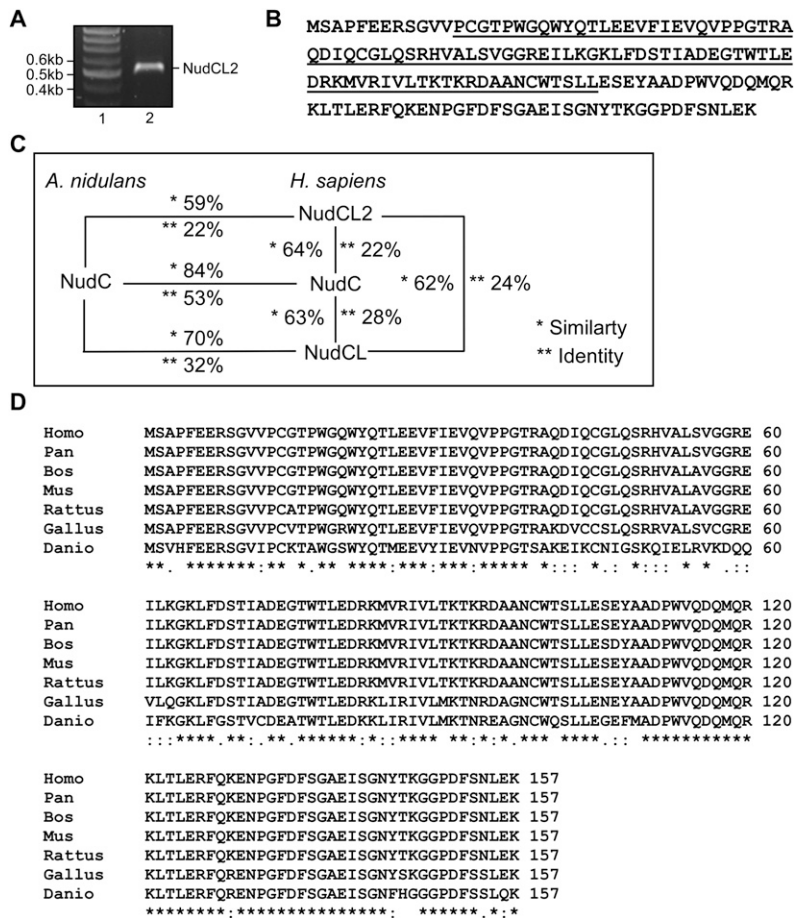 A
0.6kb
0.5kb
0.4kb
NudCL2
1 2
B
MSAPFEERSGVVPCGTPWGQWYQTLEEVFIEVQVPPGTRA
QDIQCGLQSRHVALSVGGREILKGKLFDSTIADEGTWTLE
DRKMVRIVLTKTKRDAANCWTSLLESEYAADPWVQDQMQR
KLTLERFQKENPGFDFSGAEISGNYTKGGPDFSNLEK
C
A. nidulans H. sapiens
* 59%
** 22%
NudCL2
* 64% ** 22%
* 84%
** 53%
NudC
NudC
* 62% ** 24%
* 63% ** 28%
* 70%
** 32%
NudCL
* Similarty
** Identity
D
Homo MSAPFEERSGVVPCGTPWGQWYQTLEEVFIEVQVPPGTRAQDIQCGLQSRHVALSVGGRE 60
Pan MSAPFEERSGVVPCGTPWGQWYQTLEEVFIEVQVPPGTRAQDIQCGLQSRHVALSVGGRE 60
Bos MSAPFEERSGVVPCGTPWGQWYQTLEEVFIEVQVPPGTRAQDIQCGLQSRHVALAVGGRE 60
Mus MSAPFEERSGVVPCGTPWGQWYQTLEEVFIEVQVPPGTRAQDIQCGLQSRHVALAVGGRE 60
Rattus MSAPFEERSGVVPCATPWGQWYQTLEEVFIEVQVPPGTRAQDIQCGLQSRHVALAVGGRE 60
Gallus MSAPFEERSGVVPCVTPWGRWYQTLEEVFIEVQVPPGTRAKDVCCSLQSRRVALSVCGRE 60
Danio MSVHFEERSGVIPCKTAWGSWYQTMEEVYIEVNVPPGTSAKEIKCNIGSKQIELRVKDQQ 60
**. *******:** *.** ****:***:***:***** *::: *.: *::: * * .::
Homo ILKGKLFDSTIADEGTWTLEDRKMVRIVLTKTKRDAANCWTSLLESEYAADPWVQDQMQR 120
Pan ILKGKLFDSTIADEGTWTLEDRKMVRIVLTKTKRDAANCWTSLLESEYAADPWVQDQMQR 120
Bos ILKGKLFDSTIADEGTWTLEDRKMVRIVLTKTKRDAANCWTSLLESDYAADPWVQDQMQR 120
Mus ILKGKLFDSTIADEGTWTLEDRKMVRIVLTKTKRDAANCWTSLLESEYAADPWVQDQMQR 120
Rattus ILKGKLFDSTIADEGTWTLEDRKMVRIVLTKTKRDAANCWTSLLESEYAADPWVQDQMQR 120
Gallus VLQGKLFDSTIADEGTWTLEDRKLIRIVLMKTNRDAANCWTSLLENEYAADPWVQDQMQR 120
Danio IFKGKLFGSTVCDEATWTLEDKKLIRIVLMKTNREAGNCWQSLLEGEFMADPWVQDQMQR 120
:::****.**:.**.******:*::**** **:*:*.*** ****.:: ***********
Homo KLTLERFQKENPGFDFSGAEISGNYTKGGPDFSNLEK 157
Pan KLTLERFQKENPGFDFSGAEISGNYTKGGPDFSNLEK 157
Bos KLTLERFQKENPGFDFSGAEISGNYTKGGPDFSNLEK 157
Mus KLTLERFQKENPGFDFSGAEISGNYTKGGPDFSNLEK 157
Rattus KLTLERFQKENPGFDFSGAEISGNYTKGGPDFSNLEK 157
Gallus KLTLERFQRENPGFDFSGAEISGNYSKGGPDFSSLEK 157
Danio KLTLERFQRENPGFDFSGAEISGNFHGGGPDFSSLQK 157
********:***************: ******.*:*